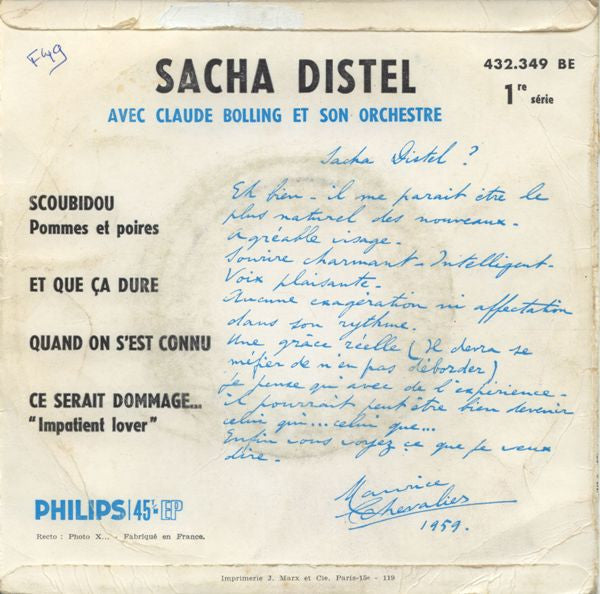 F49
SACHA DISTEL
432.349 BE
1re série
AVEC CLAUDE BOLLING ET SON ORCHESTRE
SCOUBIDOU
Pommes et poires
ET QUE ÇA DURE
QUAND ON S'EST CONNU
CE SERAIT DOMMAGE...
"Impatient lover"
Sacha Distel ?
Eh bien - il me parait être le
plus naturel des nouveaux -
agréable visage -
Sourire charmant - Intelligent -
Voix plaisante -
Aucune exagération ni affectation
dans son rythme.
Une grâce réelle (Il devra se
méfier de n'en pas déborder)
Je pense qu'avec de l'expérience -
il pourrait peut être bien devenir
celui qui... celui que...
Enfin vous voyez ce que je veux
dire -
Maurice
Chevalier
1959.
PHILIPS 45t. EP
Recto : Photo X... - Fabriqué en France.
Imprimerie J. Marx et Cie, Paris-15e - 119